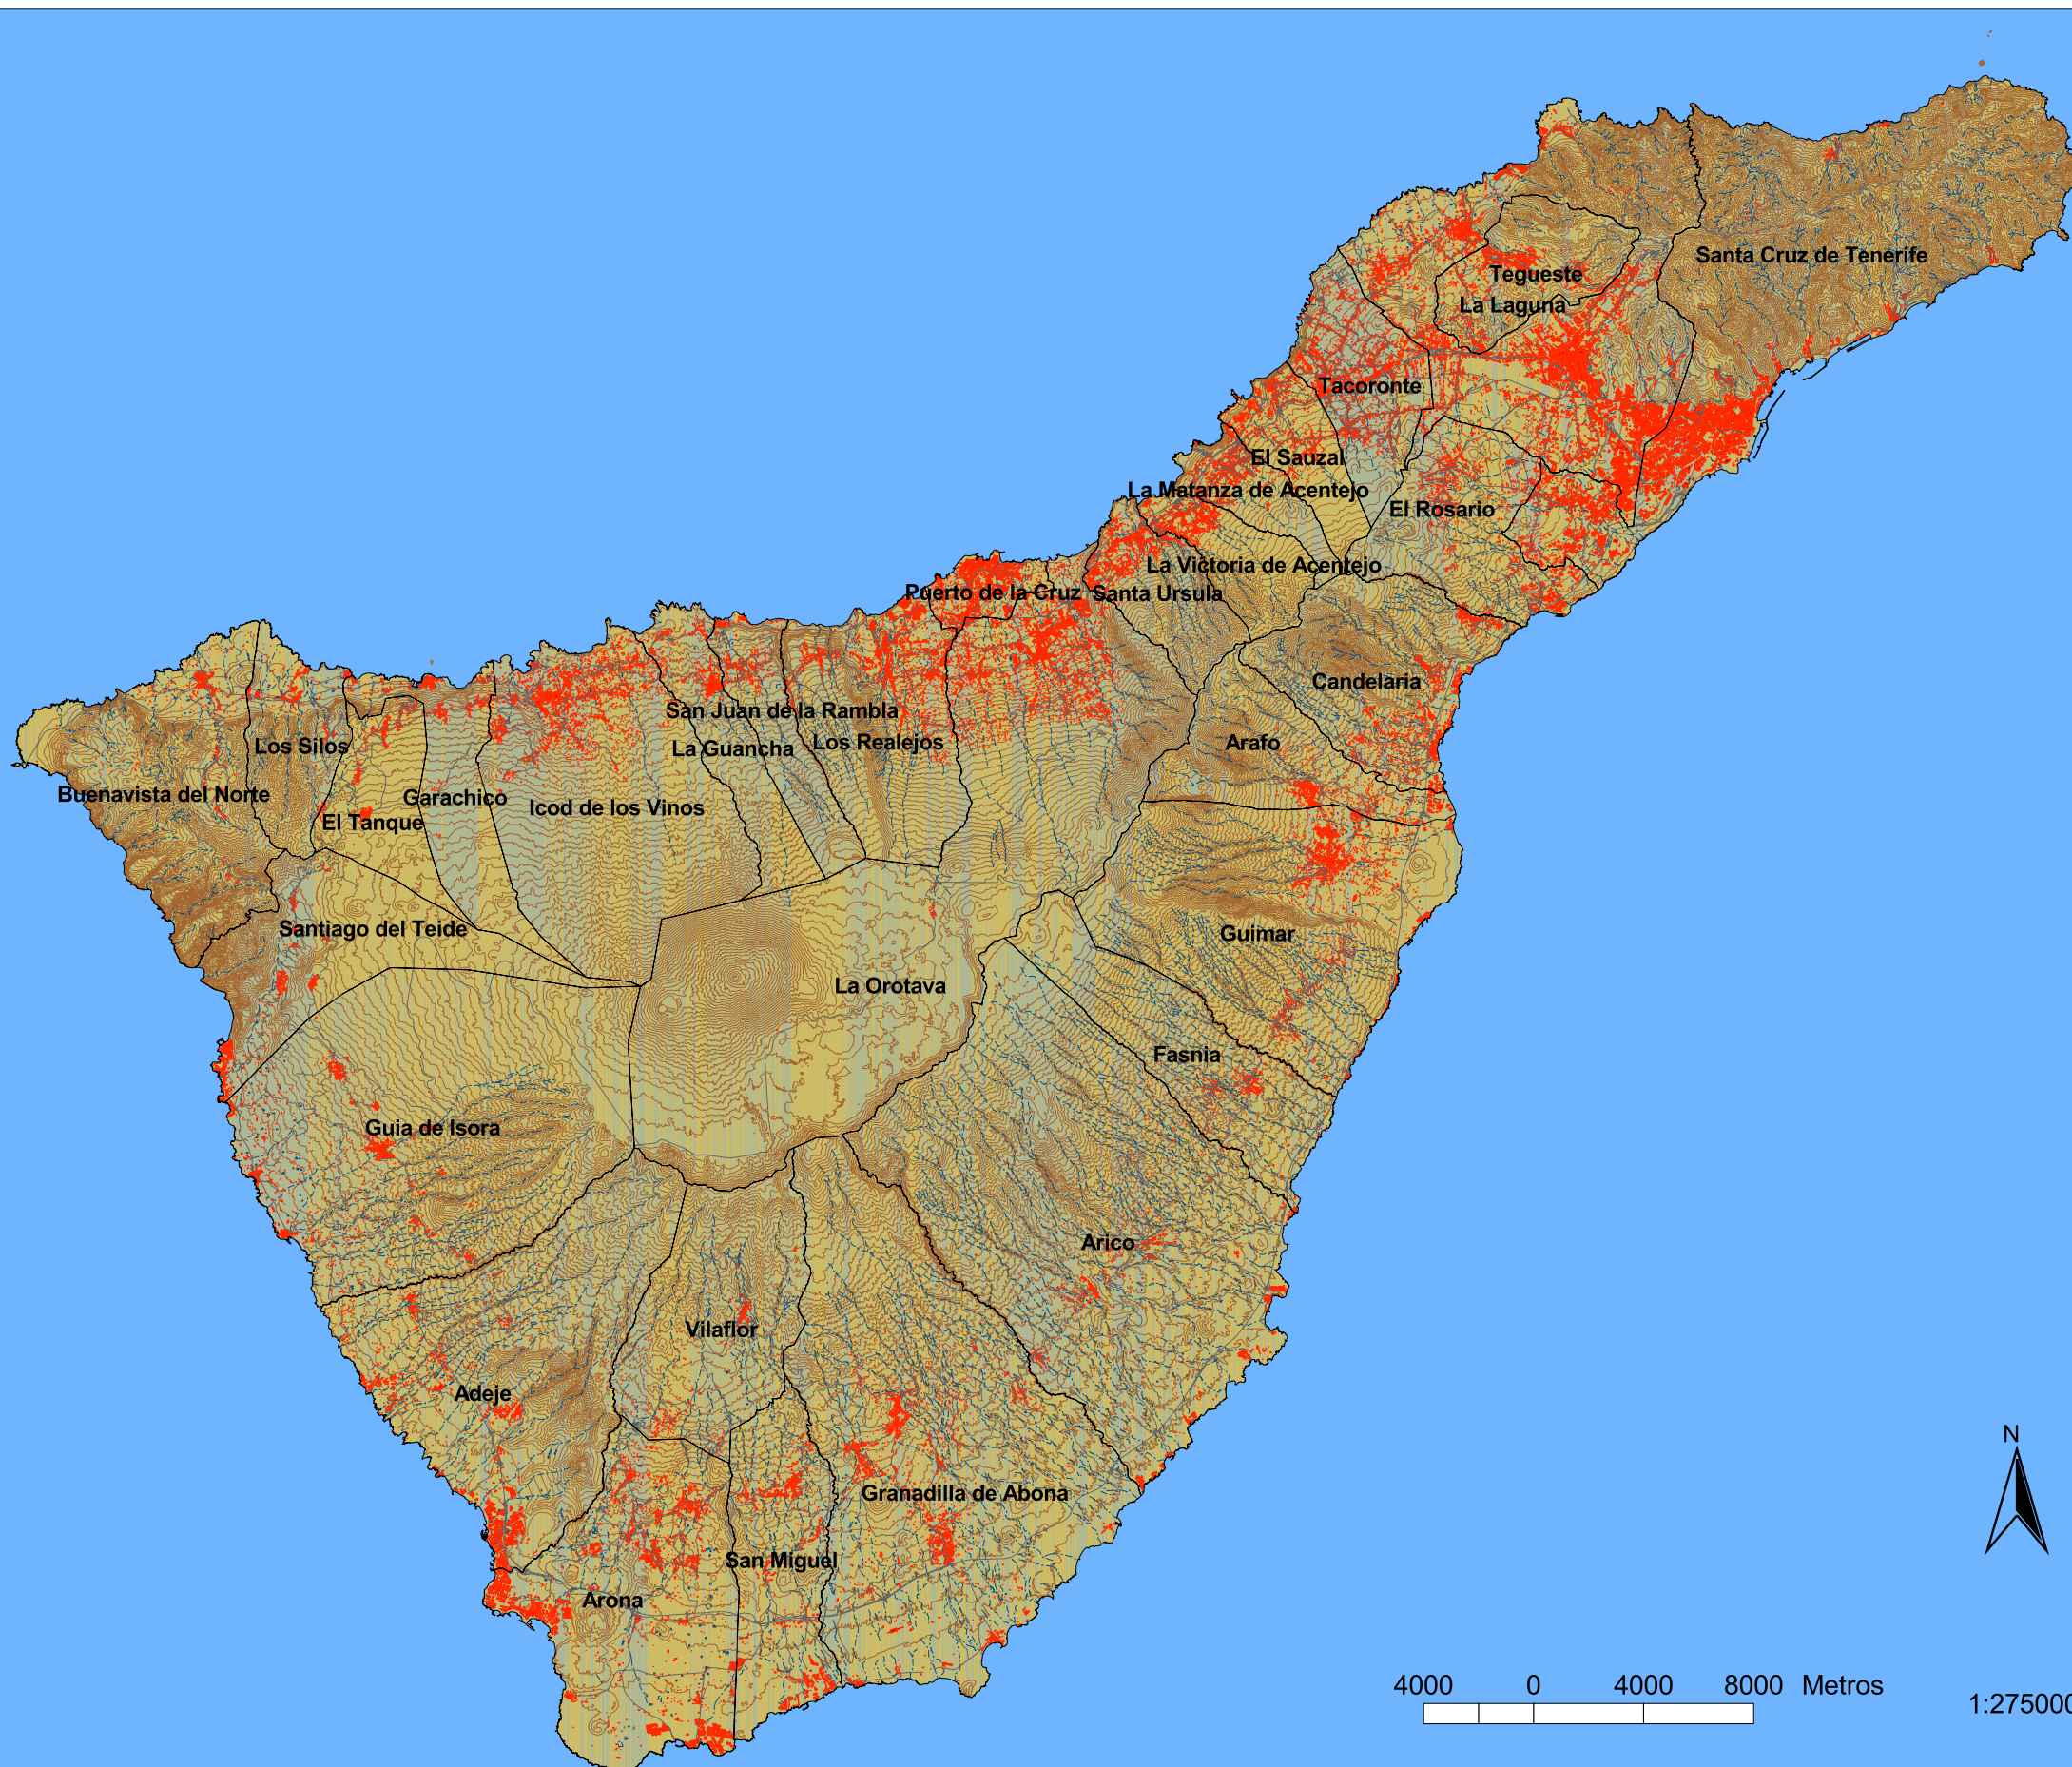 Santa Cruz de Tenerife
Tegueste
La Laguna
Tacoronte
El Sauzal
La Matanza de Acentejo
El Rosario
La Victoria de Acentejo
Puerto de la Cruz
Santa Ursula
Candelaria
San Juan de la Rambla
Los Realejos
Arafo
Los Silos
La Guancha
Buenavista del Norte
Garachico
Icod de los Vinos
El Tanque
Santiago del Teide
Guimar
La Orotava
Fasnia
Guia de Isora
Arico
Vilaflor
Adeje
N
Granadilla de Abona
San Miguel
Arona
4000 0 4000 8000 Metros
1:275000